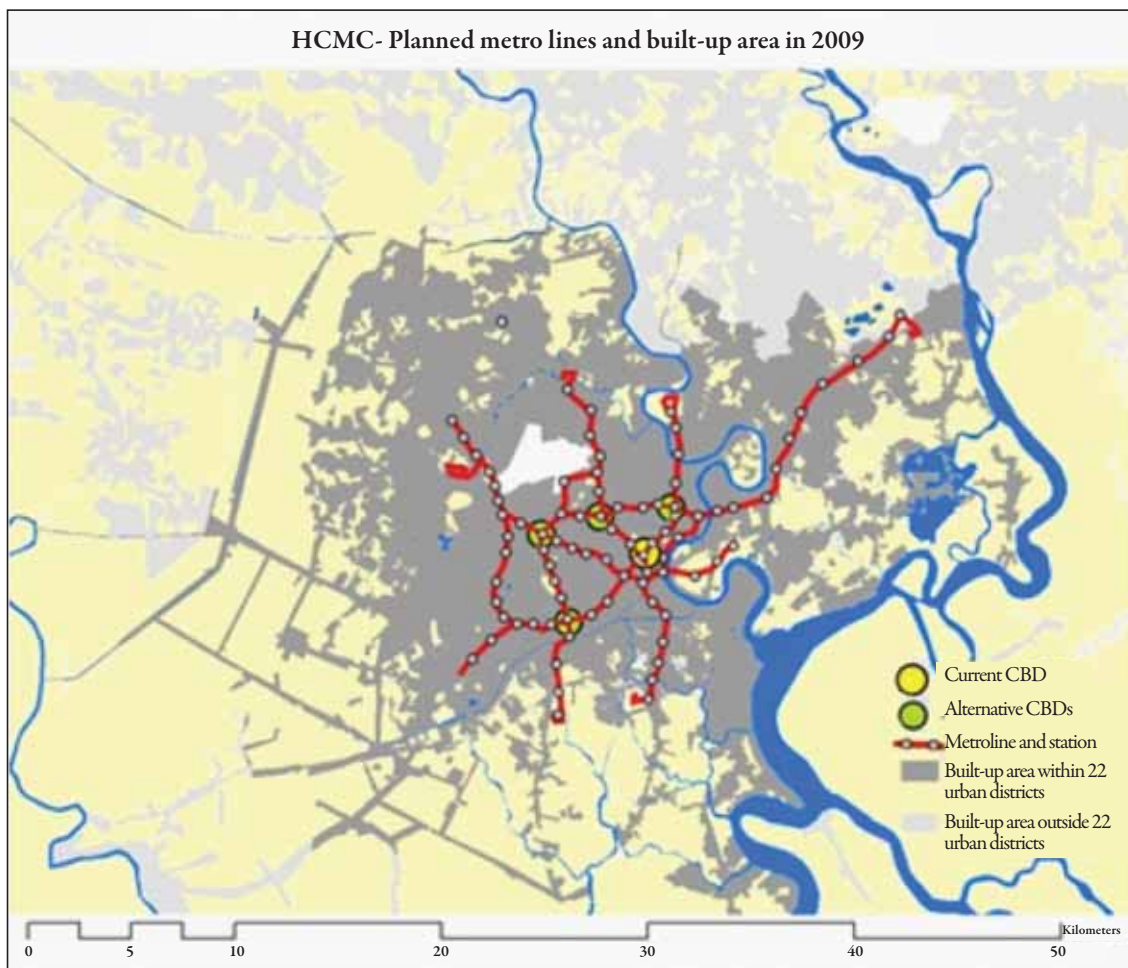 HCMC- Planned metro lines and built-up area in 2009
Current CBD
Alternative CBDs
Metroline and station
Built-up area within 22
urban districts
Built-up area outside 22
urban districts
Kilometers
0 5 10 20 30 40 50